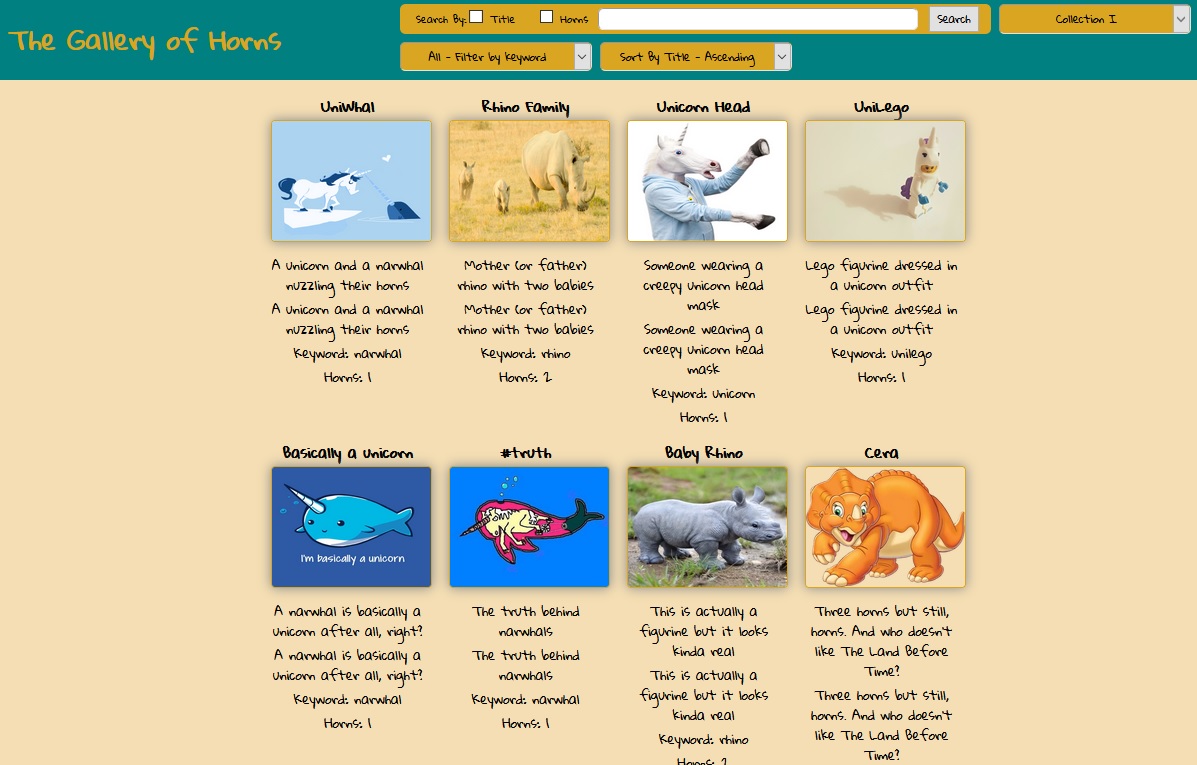 The Gallery of Horns
Search By: Title Horns Search
Collection I
All - Filter by Keyword
Sort By Title - Ascending
UniWhal
A unicorn and a narwhal
nuzzling their horns
A unicorn and a narwhal
nuzzling their horns
Keyword: narwhal
Horns: 1
Rhino Family
Mother (or father)
rhino with two babies
Mother (or father)
rhino with two babies
Keyword: rhino
Horns: 2
Unicorn Head
Someone wearing a
creepy unicorn head
mask
Someone wearing a
creepy unicorn head
mask
Keyword: unicorn
Horns: 1
UniLego
Lego figurine dressed in
a unicorn outfit
Lego figurine dressed in
a unicorn outfit
Keyword: unilego
Horns: 1
Basically a unicorn
I'm basically a unicorn
A narwhal is basically a
unicorn after all, right?
A narwhal is basically a
unicorn after all, right?
Keyword: narwhal
Horns: 1
#truth
The truth behind
narwhals
The truth behind
narwhals
Keyword: narwhal
Horns: 1
Baby Rhino
This is actually a
figurine but it looks
kinda real
This is actually a
figurine but it looks
kinda real
Keyword: rhino
Horns: 2
Cera
Three horns but still,
horns. And who doesn't
like The Land Before
Time?
Three horns but still,
horns. And who doesn't
like The Land Before
Time?